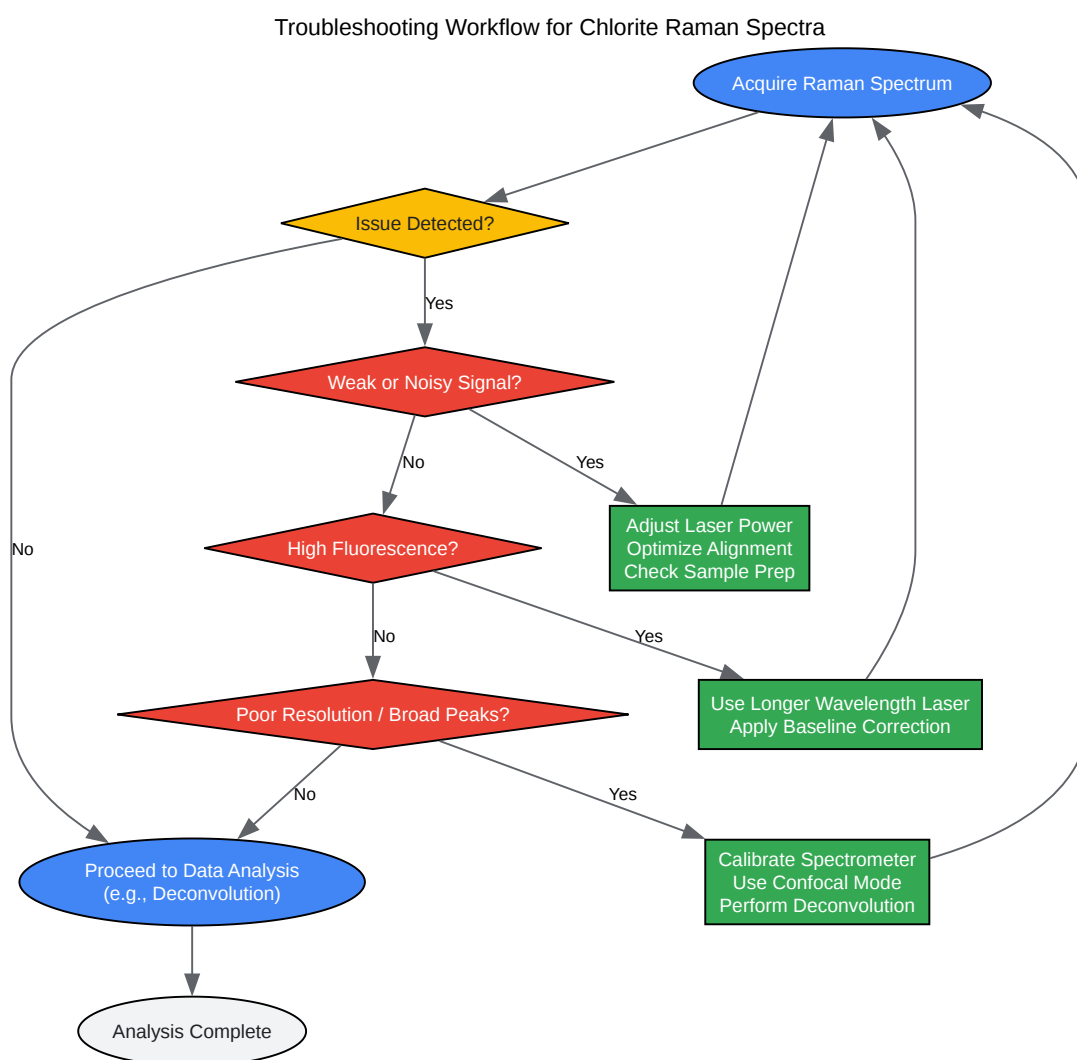 Troubleshooting Workflow for Chlorite Raman Spectra
Acquire Raman Spectrum
Issue Detected?
Yes
Weak or Noisy Signal?
No
Yes
Adjust Laser Power
Optimize Alignment
Check Sample Prep
High Fluorescence?
No
No
Yes
Use Longer Wavelength Laser
Apply Baseline Correction
Poor Resolution / Broad Peaks?
No
Yes
Calibrate Spectrometer
Use Confocal Mode
Perform Deconvolution
Proceed to Data Analysis
(e.g., Deconvolution)
Analysis Complete